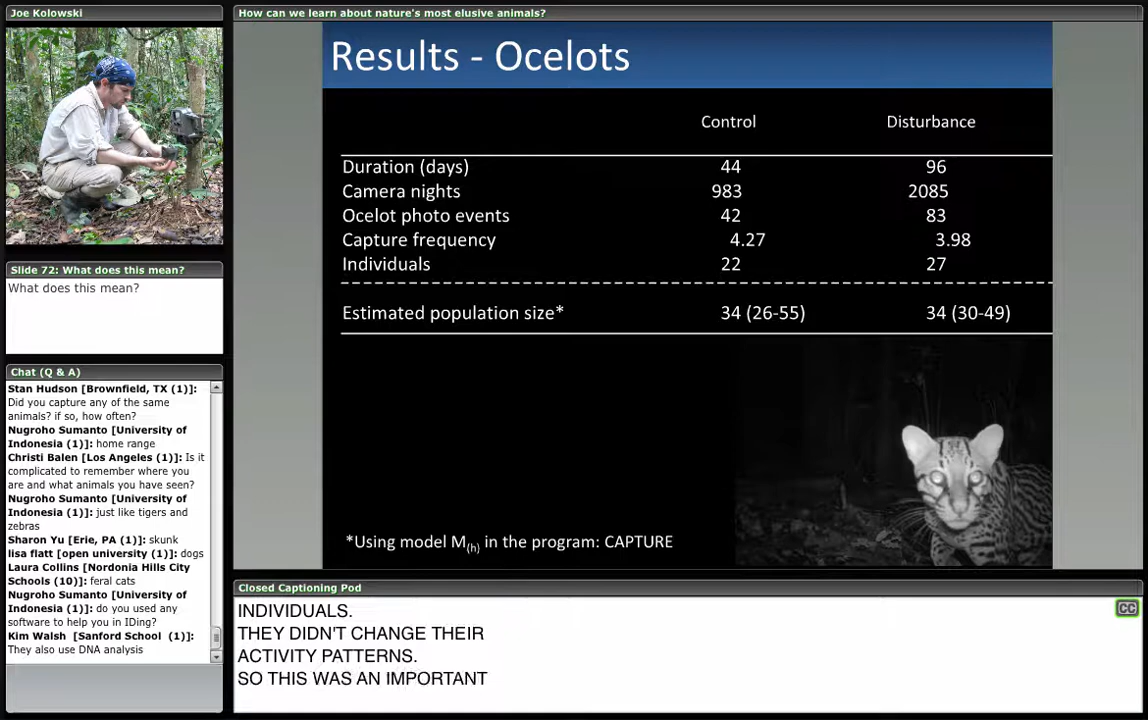 Joe Kolowski
How can we learn about nature's most elusive animals?
Results - Ocelots
Control Disturbance
Duration (days) 44 96
Camera nights 983 2085
Ocelot photo events 42 83
Capture frequency 4.27 3.98
Individuals 22 27
Estimated population size* 34 (26-55) 34 (30-49)
*Using model M(h) in the program: CAPTURE
Slide 72: What does this mean?
What does this mean?
Chat (Q & A)
Stan Hudson [Brownfield, TX (1)]:
Did you capture any of the same
animals? if so, how often?
Nugroho Sumanto [University of
Indonesia (1)]: home range
Christi Balen [Los Angeles (1)]: Is it
complicated to remember where you
are and what animals you have seen?
Nugroho Sumanto [University of
Indonesia (1)]: just like tigers and
zebras
Sharon Yu [Erie, PA (1)]: skunk
lisa flatt [open university (1)]: dogs
Laura Collins [Nordonia Hills City
Schools (10)]: feral cats
Nugroho Sumanto [University of
Indonesia (1)]: do you used any
software to help you in IDing?
Kim Walsh [Sanford School (1)]:
They also use DNA analysis
Closed Captioning Pod
CC
INDIVIDUALS.
THEY DIDN'T CHANGE THEIR
ACTIVITY PATTERNS.
SO THIS WAS AN IMPORTANT